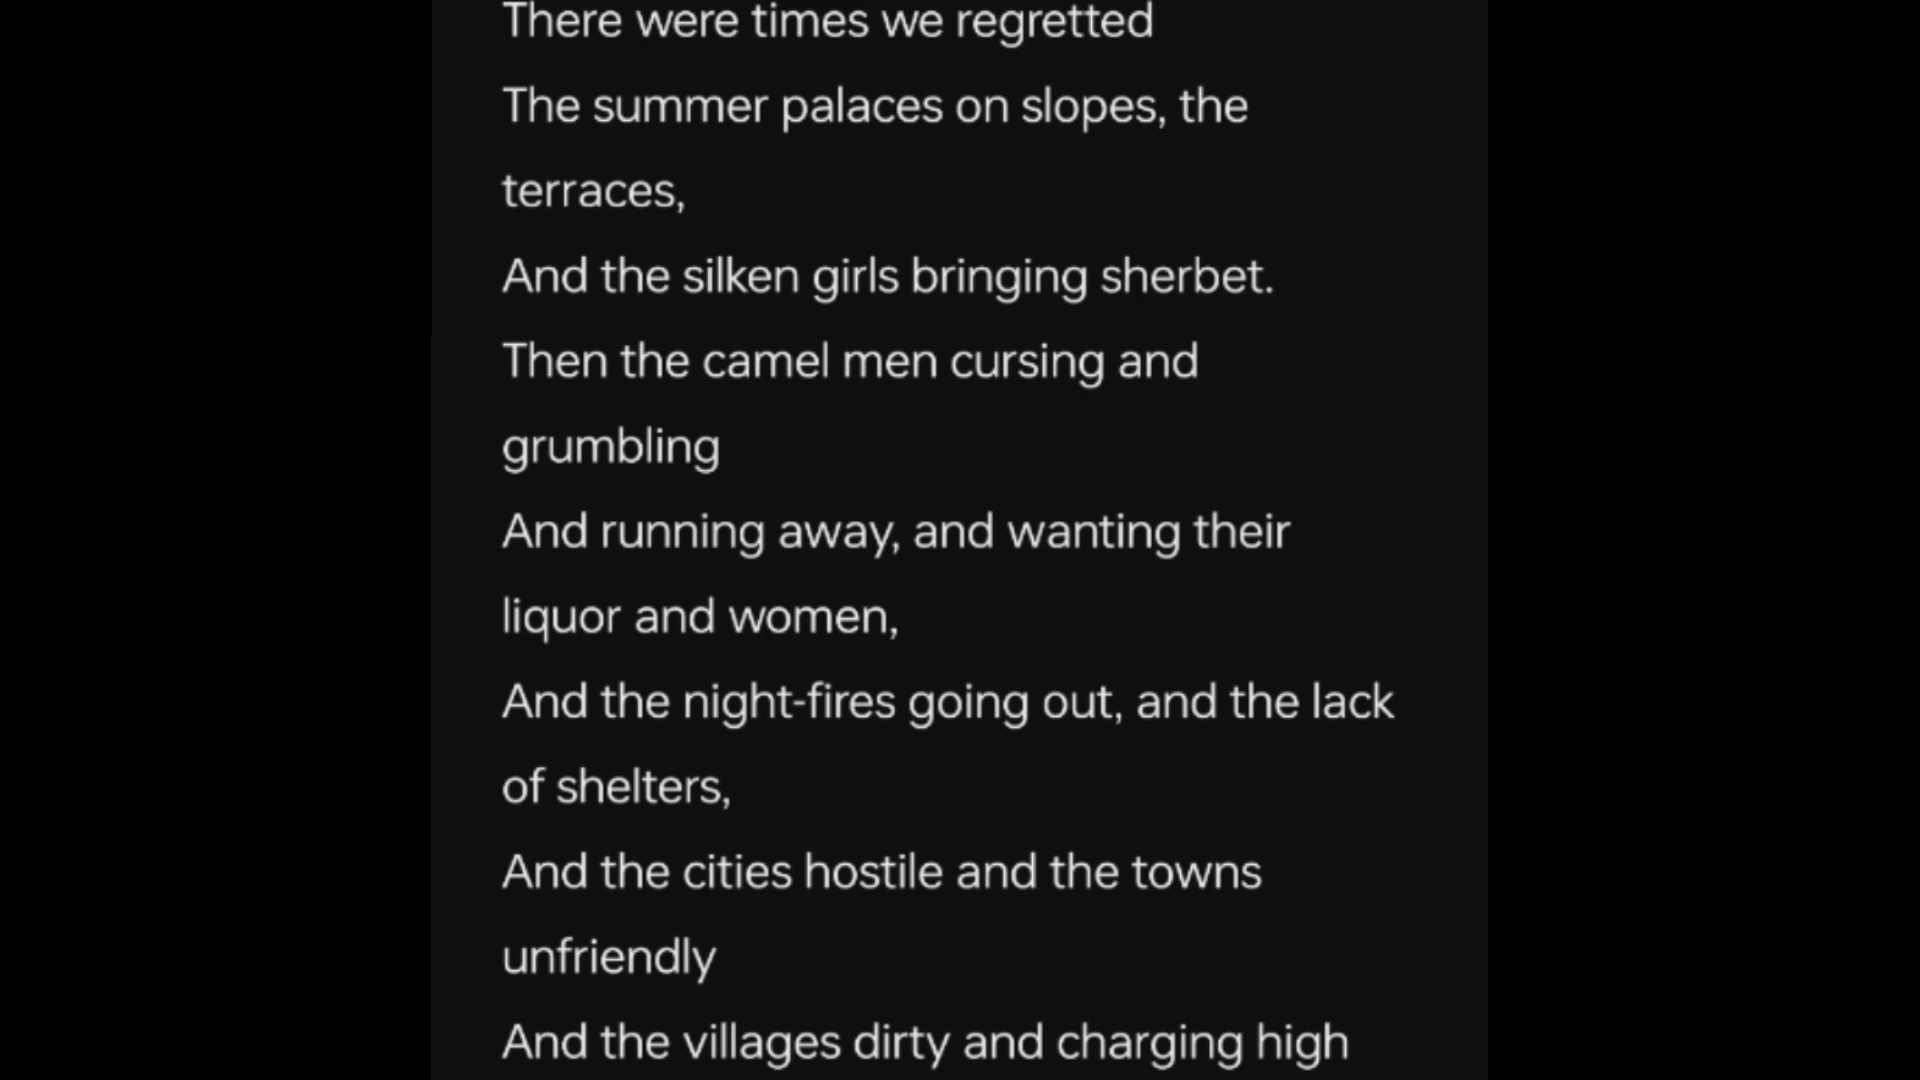 There were times we regretted
The summer palaces on slopes, the
terraces,
And the silken girls bringing sherbet.
Then the camel men cursing and
grumbling
And running away, and wanting their
liquor and women,
And the night-fires going out, and the lack
of shelters,
And the cities hostile and the towns
unfriendly
And the villages dirty and charging high